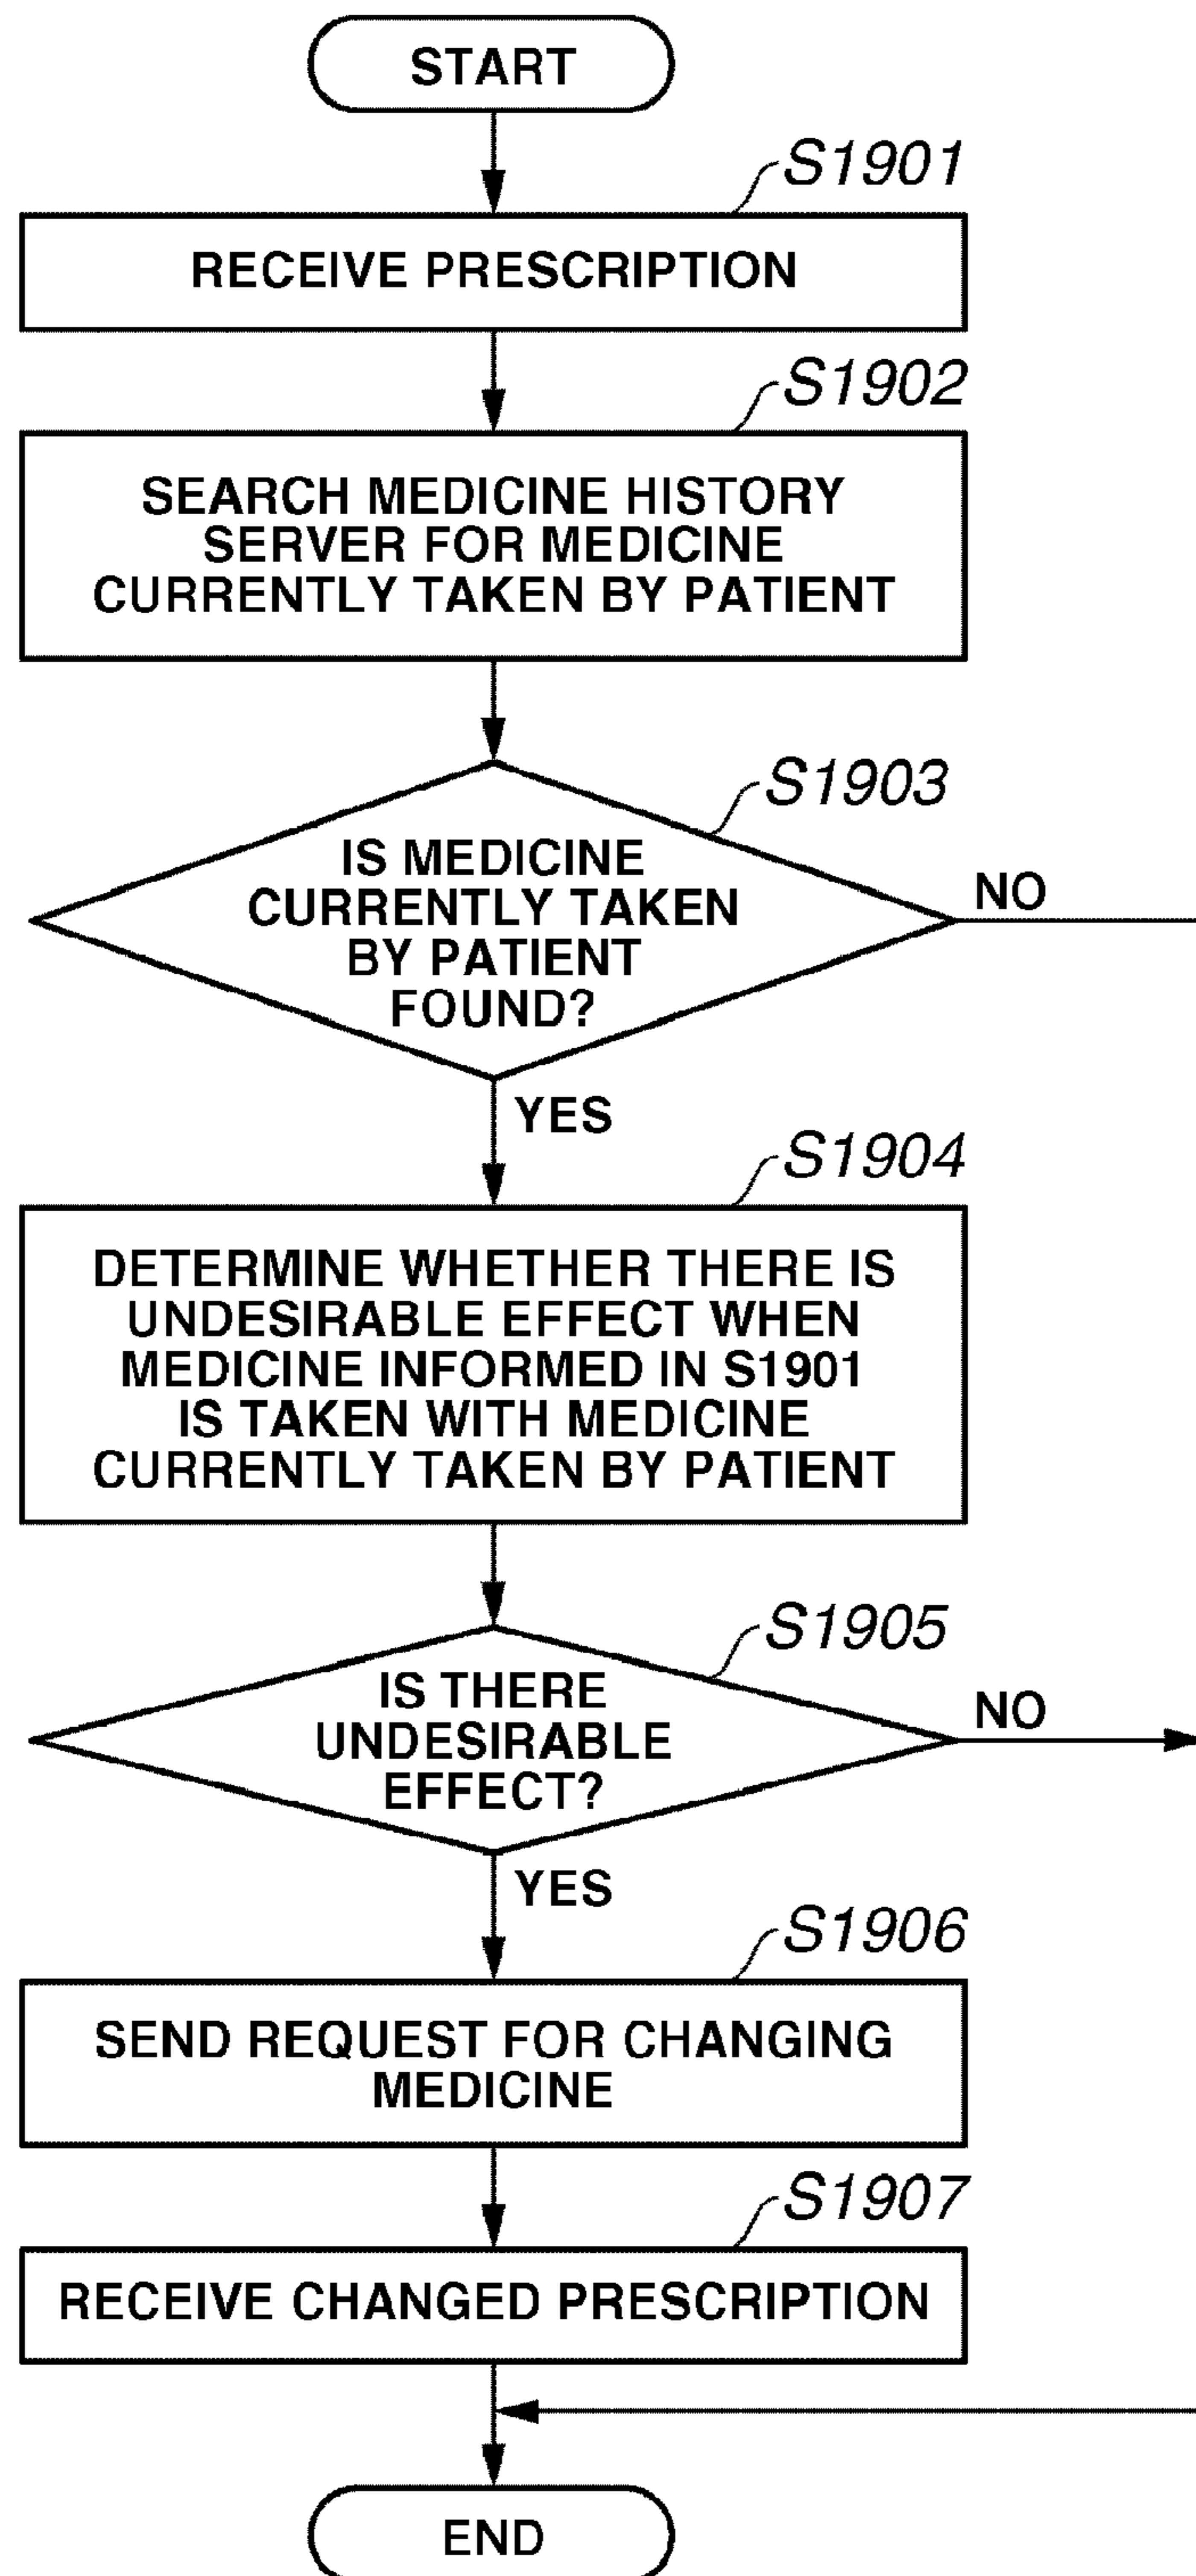 START
S1901
RECEIVE PRESCRIPTION
S1902
SEARCH MEDICINE HISTORY
SERVER FOR MEDICINE
CURRENTLY TAKEN BY PATIENT
S1903
IS MEDICINE
CURRENTLY TAKEN
BY PATIENT
FOUND?
NO
YES
S1904
DETERMINE WHETHER THERE IS
UNDESIRABLE EFFECT WHEN
MEDICINE INFORMED IN S1901
IS TAKEN WITH MEDICINE
CURRENTLY TAKEN BY PATIENT
S1905
IS THERE
UNDESIRABLE
EFFECT?
NO
YES
S1906
SEND REQUEST FOR CHANGING
MEDICINE
S1907
RECEIVE CHANGED PRESCRIPTION
END